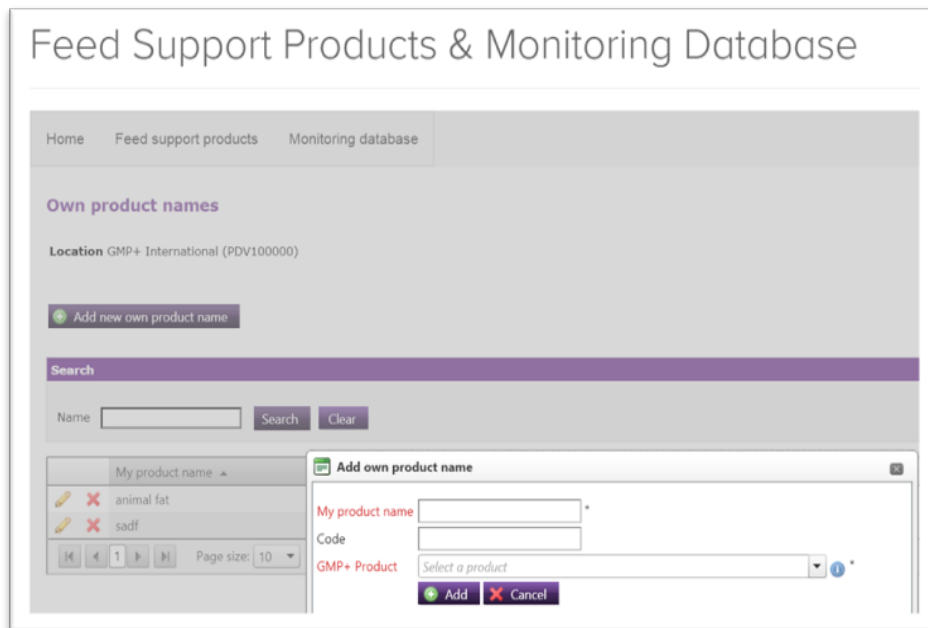 Feed Support Products & Monitoring Database
Home Feed support products Monitoring database
Own product names
Location GMP+ International (PDV100000)
Add new own product name
Search
Name Search Clear
My product name
animal fat
sadf
1 Page size: 10
Add own product name
My product name *
Code
GMP+ Product Select a product *
Add Cancel